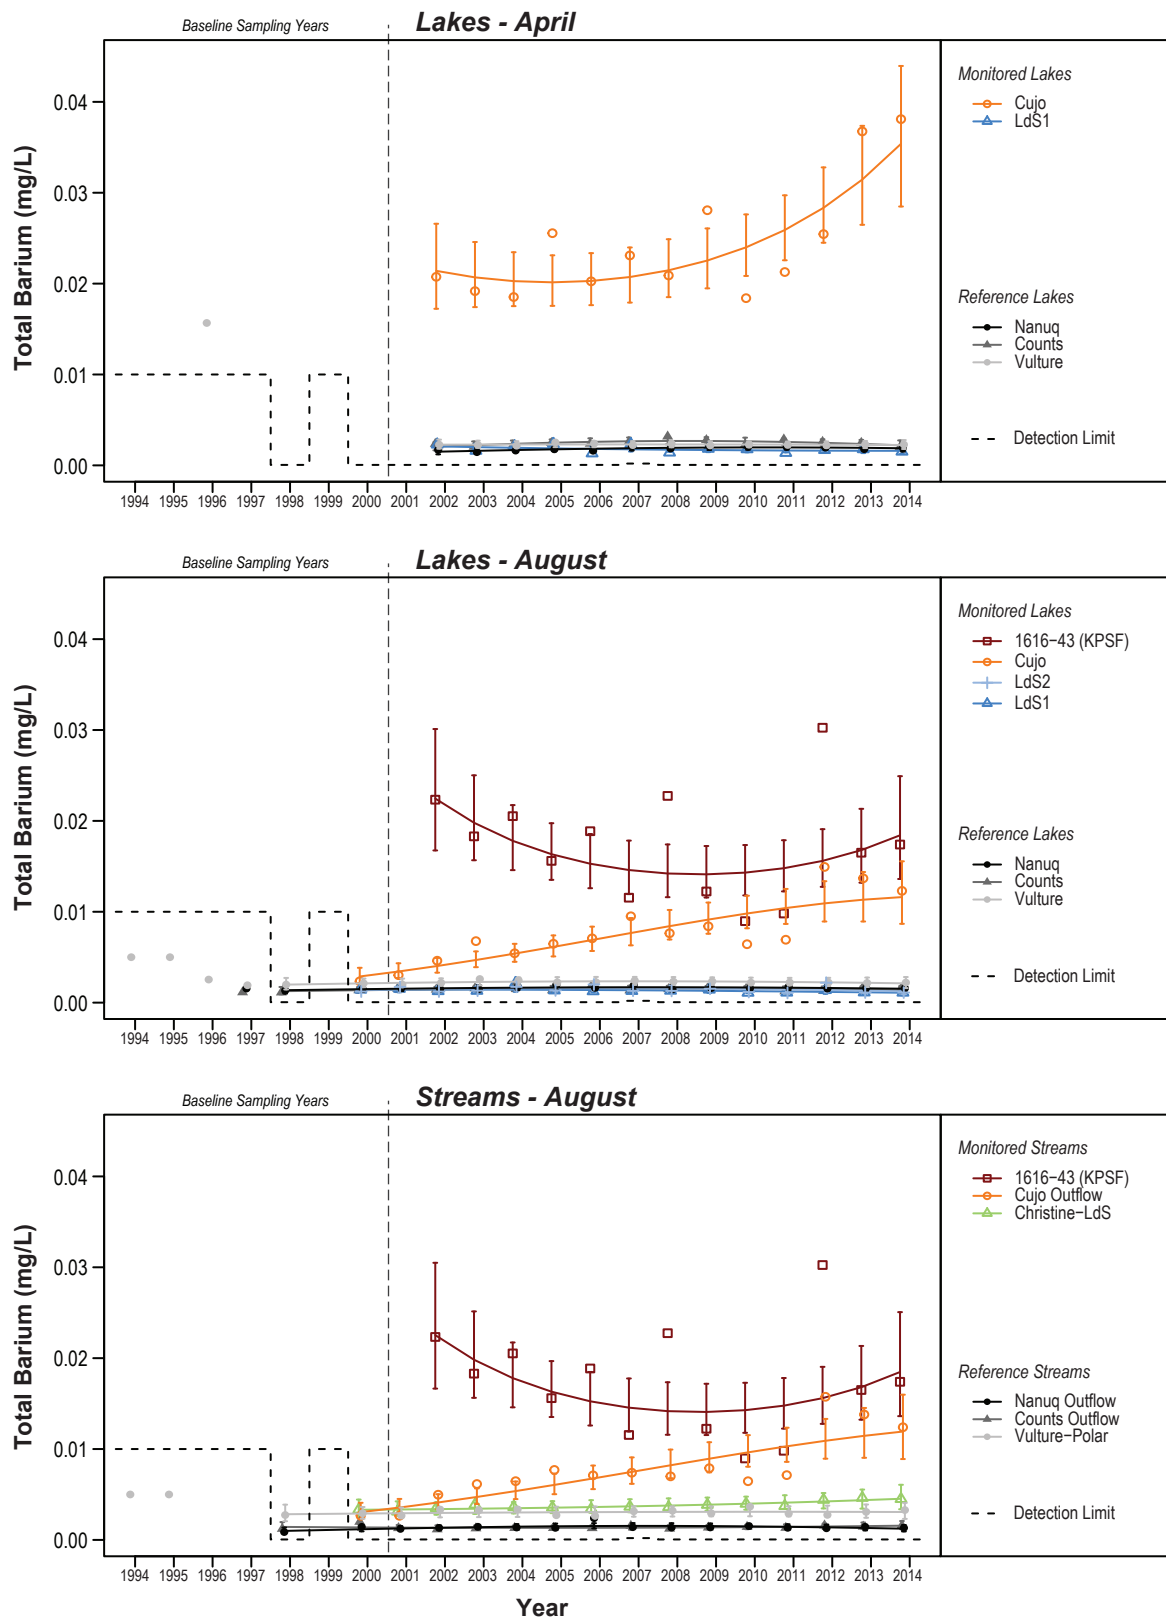 Baseline Sampling Years
Lakes - April
Total Barium (mg/L)
0.04
0.03
0.02
0.01
0.00
1994 1995 1996 1997 1998 1999 2000 2001 2002 2003 2004 2005 2006 2007 2008 2009 2010 2011 2012 2013 2014
Monitored Lakes
Cujo
LdS1
Reference Lakes
Nanuq
Counts
Vulture
Detection Limit
Baseline Sampling Years
Lakes - August
Total Barium (mg/L)
0.04
0.03
0.02
0.01
0.00
1994 1995 1996 1997 1998 1999 2000 2001 2002 2003 2004 2005 2006 2007 2008 2009 2010 2011 2012 2013 2014
Monitored Lakes
1616−43 (KPSF)
Cujo
LdS2
LdS1
Reference Lakes
Nanuq
Counts
Vulture
Detection Limit
Baseline Sampling Years
Streams - August
Total Barium (mg/L)
0.04
0.03
0.02
0.01
0.00
1994 1995 1996 1997 1998 1999 2000 2001 2002 2003 2004 2005 2006 2007 2008 2009 2010 2011 2012 2013 2014
Year
Monitored Streams
1616−43 (KPSF)
Cujo Outflow
Christine−LdS
Reference Streams
Nanuq Outflow
Counts Outflow
Vulture−Polar
Detection Limit